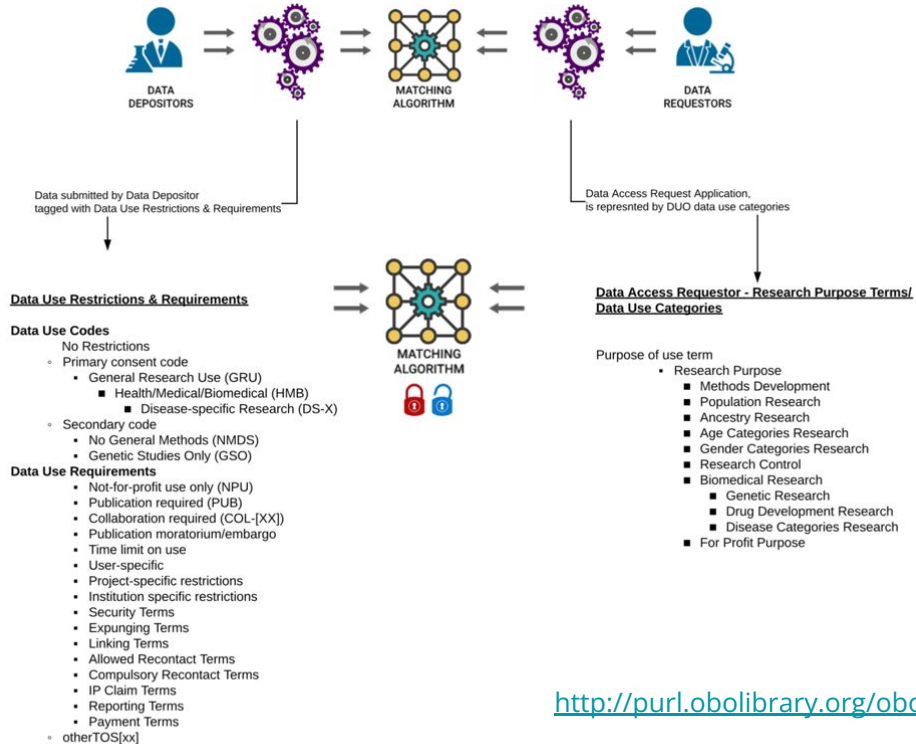 DATA
DEPOSITORS
MATCHING
ALGORITHM
DATA
REQUESTORS
Data submitted by Data Depositor
tagged with Data Use Restrictions & Requirements
Data Access Request Application,
is represnted by DUO data use categories
Data Use Restrictions & Requirements
Data Use Codes
No Restrictions
◦ Primary consent code
▪ General Research Use (GRU)
■ Health/Medical/Biomedical (HMB)
■ Disease-specific Research (DS-X)
◦ Secondary code
▪ No General Methods (NMDS)
▪ Genetic Studies Only (GSO)
Data Use Requirements
▪ Not-for-profit use only (NPU)
▪ Publication required (PUB)
▪ Collaboration required (COL-[XX])
▪ Publication moratorium/embargo
▪ Time limit on use
▪ User-specific
▪ Project-specific restrictions
▪ Institution specific restrictions
▪ Security Terms
▪ Expunging Terms
▪ Linking Terms
▪ Allowed Recontact Terms
▪ Compulsory Recontact Terms
▪ IP Claim Terms
▪ Reporting Terms
▪ Payment Terms
◦ otherTOS[xx]
MATCHING
ALGORITHM
Data Access Requestor - Research Purpose Terms/
Data Use Categories
Purpose of use term
▪ Research Purpose
■ Methods Development
■ Population Research
■ Ancestry Research
■ Age Categories Research
■ Gender Categories Research
■ Research Control
■ Biomedical Research
■ Genetic Research
■ Drug Development Research
■ Disease Categories Research
■ For Profit Purpose
http://purl.obolibrary.org/obo